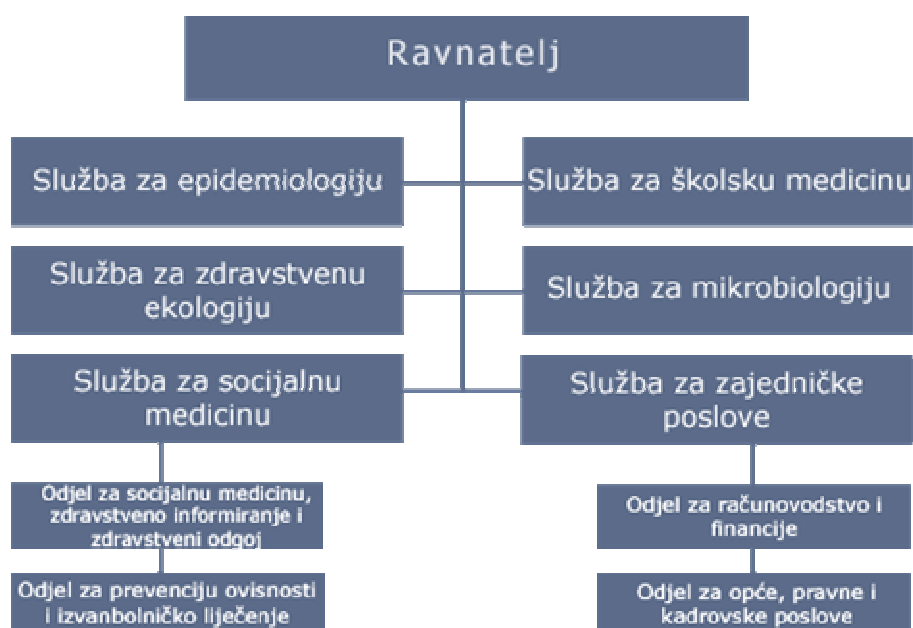 Ravnatelj
Služba za epidemiologiju
Služba za školsku medicinu
Služba za zdravstvenu
ekologiju
Služba za mikrobiologiju
Služba za socijalnu
medicinu
Služba za zajedničke
poslove
Odjel za socijalnu medicinu,
zdravstveno informiranje i
zdravstveni odgoj
Odjel za računovodstvo i
financije
Odjel za prevenciju ovisnosti
i izvanbolničko liječenje
Odjel za opće, pravne i
kadrovske poslove